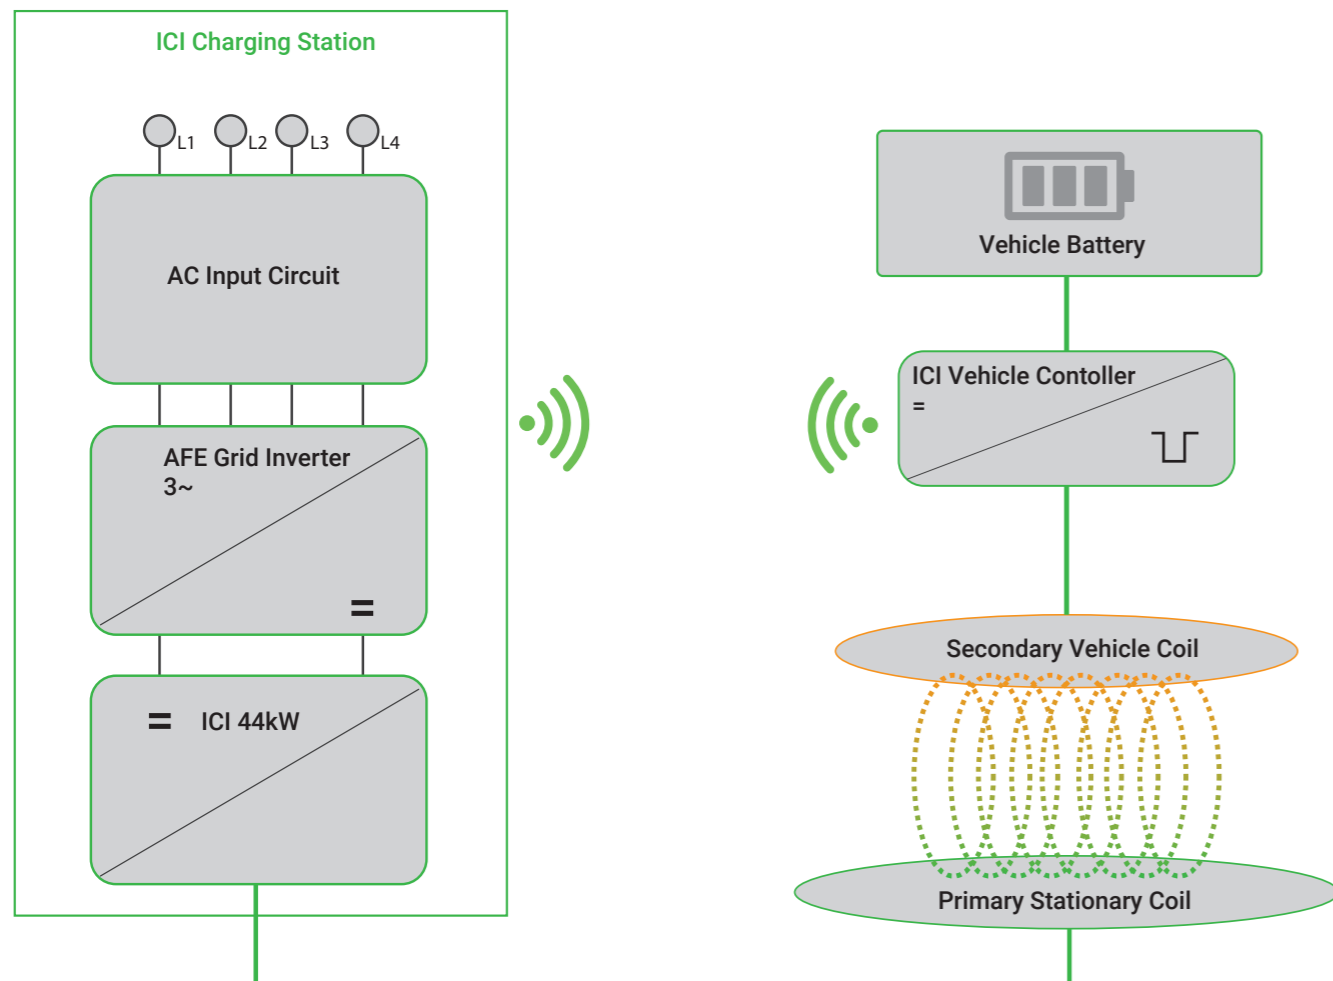 ICI Charging Station
L1
L2
L3
L4
AC Input Circuit
AFE Grid Inverter
3~
=
= ICI 44kW
Vehicle Battery
ICI Vehicle Contoller
=
Secondary Vehicle Coil
Primary Stationary Coil